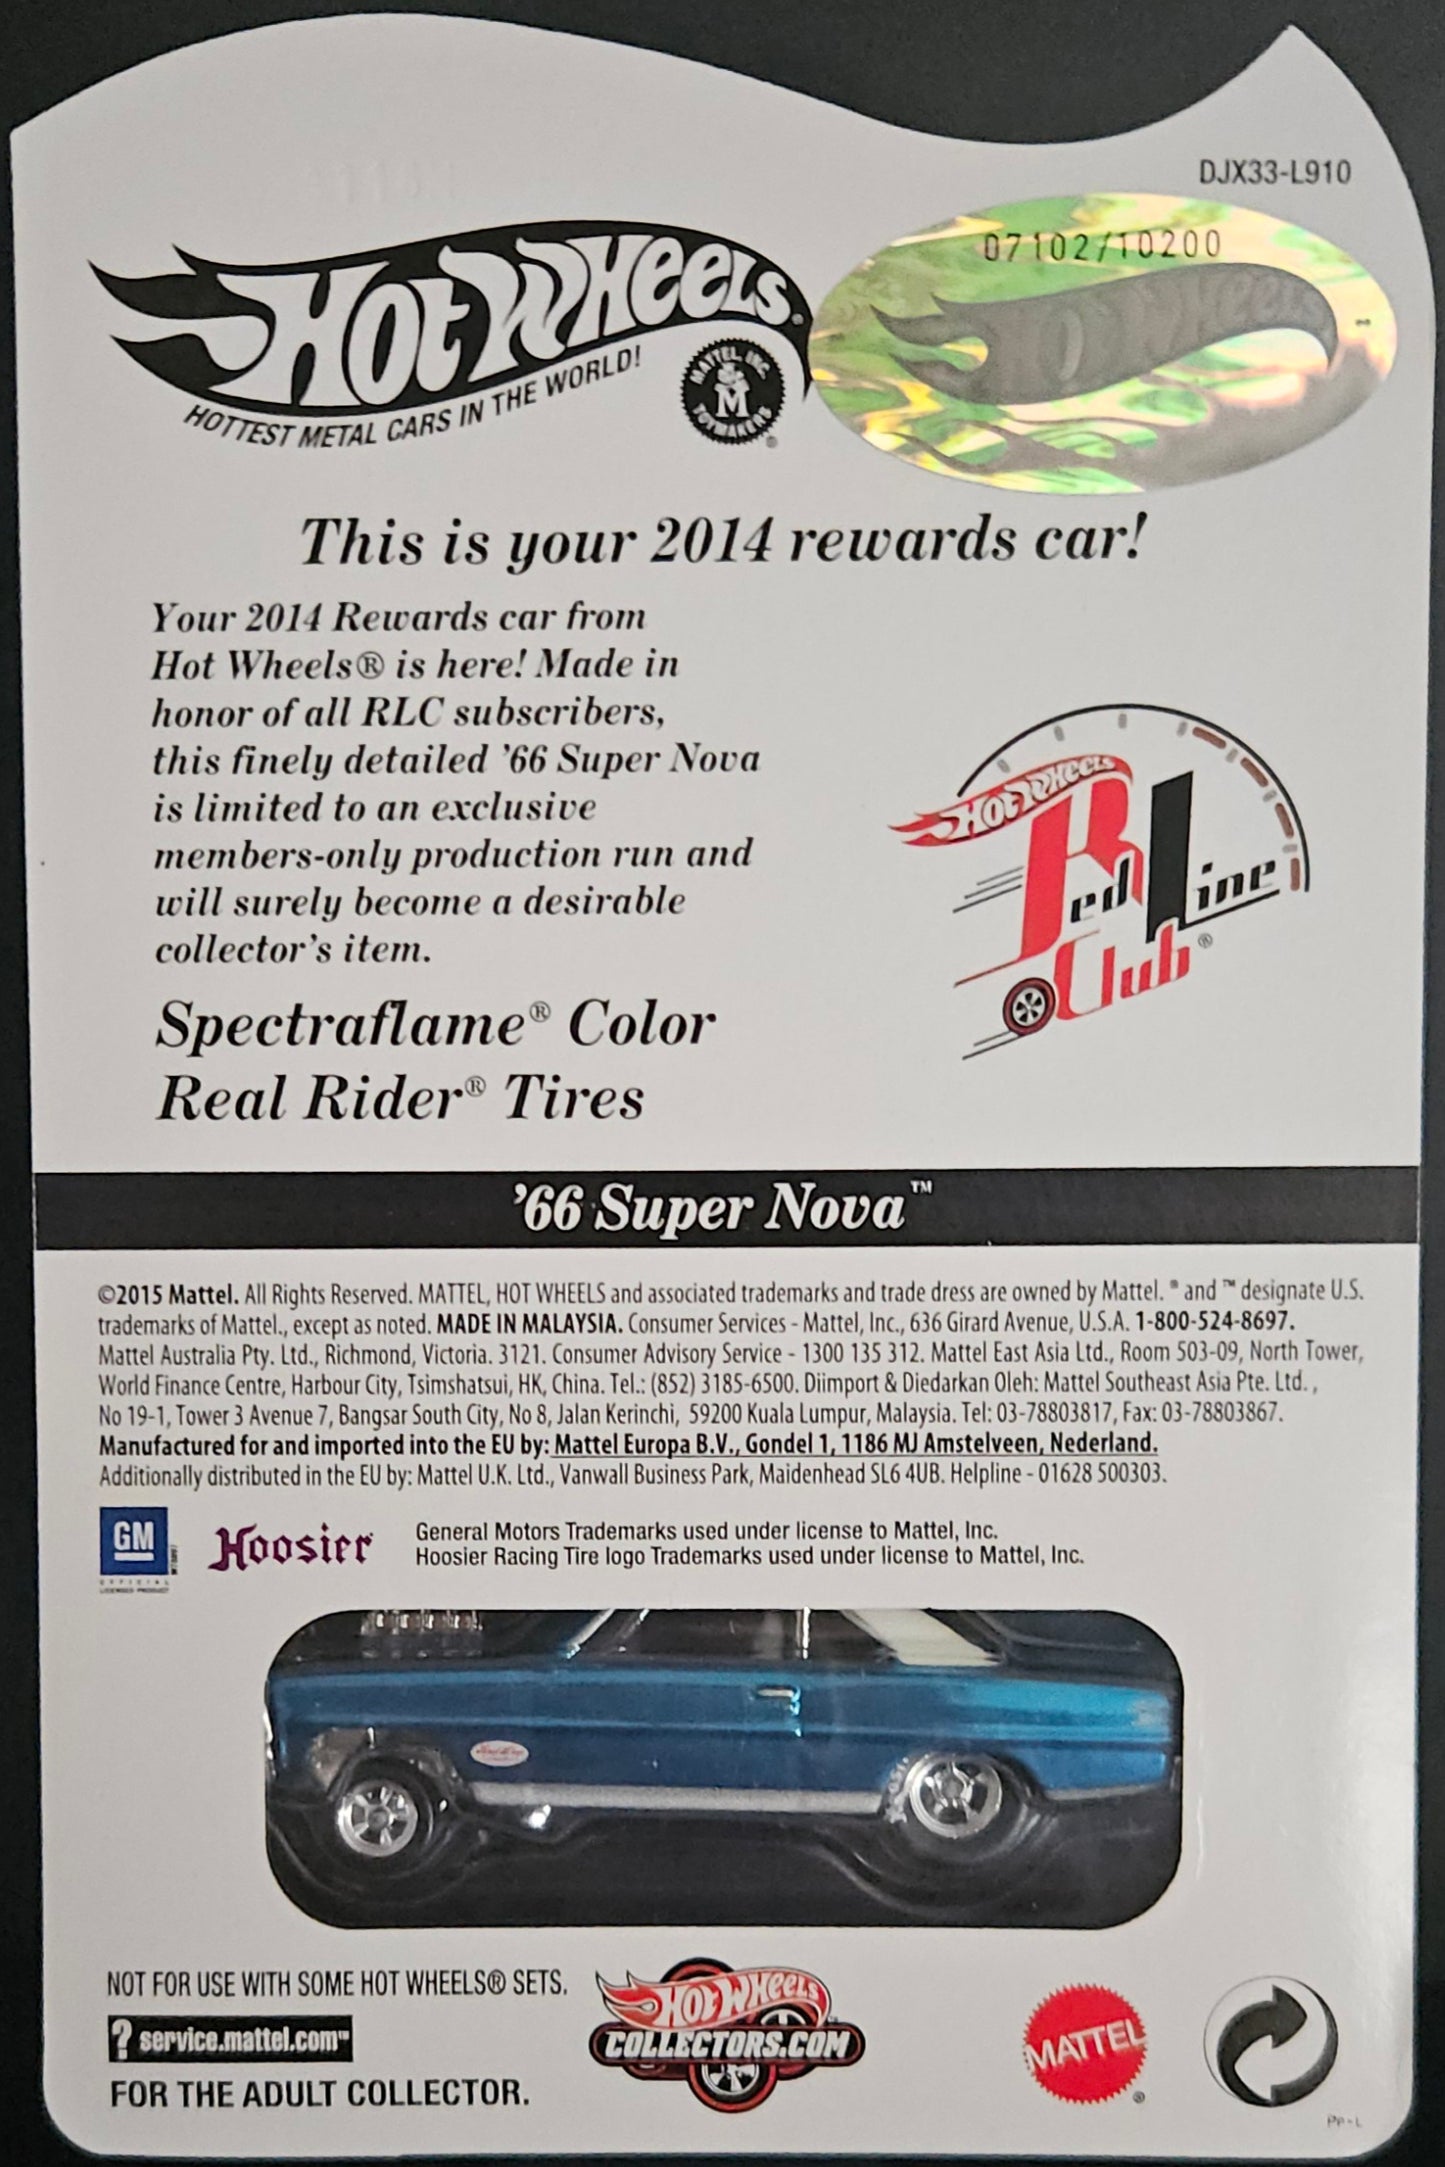 DJX33-L910
07102/10200
HOT WHEELS®
HOTTEST METAL CARS IN THE WORLD!
MATTEL, INC.
M
TOYMAKERS
®
This is your 2014 rewards car!
Your 2014 Rewards car from
Hot Wheels® is here! Made in
honor of all RLC subscribers,
this finely detailed ’66 Super Nova
is limited to an exclusive
members-only production run and
will surely become a desirable
collector’s item.
HOT WHEELS
Red Line
Club®
Spectraflame® Color
Real Rider® Tires
’66 Super Nova™
©2015 Mattel. All Rights Reserved. MATTEL, HOT WHEELS and associated trademarks and trade dress are owned by Mattel. ® and ™ designate U.S.
trademarks of Mattel., except as noted. MADE IN MALAYSIA. Consumer Services - Mattel, Inc., 636 Girard Avenue, U.S.A. 1-800-524-8697.
Mattel Australia Pty. Ltd., Richmond, Victoria. 3121. Consumer Advisory Service - 1300 135 312. Mattel East Asia Ltd., Room 503-09, North Tower,
World Finance Centre, Harbour City, Tsimshatsui, HK, China. Tel.: (852) 3185-6500. Diimport & Diedarkan Oleh: Mattel Southeast Asia Pte. Ltd. ,
No 19-1, Tower 3 Avenue 7, Bangsar South City, No 8, Jalan Kerinchi, 59200 Kuala Lumpur, Malaysia. Tel: 03-78803817, Fax: 03-78803867.
Manufactured for and imported into the EU by: Mattel Europa B.V., Gondel 1, 1186 MJ Amstelveen, Nederland.
Additionally distributed in the EU by: Mattel U.K. Ltd., Vanwall Business Park, Maidenhead SL6 4UB. Helpline - 01628 500303.
GM
OFFICIAL
LICENSED PRODUCT
Hoosier
General Motors Trademarks used under license to Mattel, Inc.
Hoosier Racing Tire logo Trademarks used under license to Mattel, Inc.
NOT FOR USE WITH SOME HOT WHEELS® SETS.
? service.mattel.com™
FOR THE ADULT COLLECTOR.
HOT WHEELS
COLLECTORS.COM
MATTEL
®
PP-L